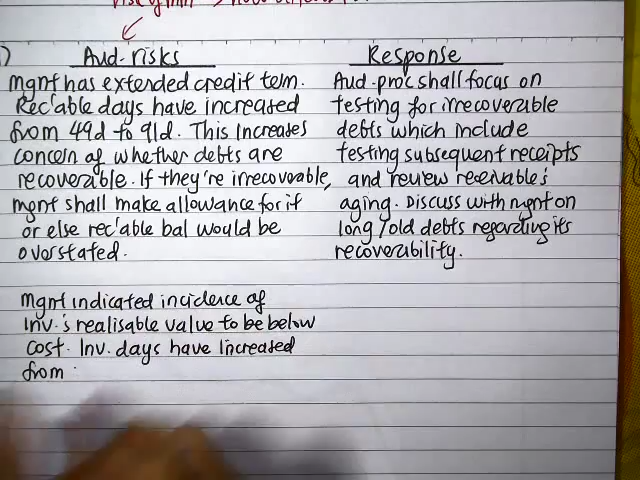 Aud-risks
Mgmt has extended credit term.
Rec'able days have increased
from 49d to 91d. This increases
concern of whether debts are
recoverable. If they're irrecoverable,
mgmt shall make allowance for it
or else rec'able bal would be
overstated.
Mgmt indicated incidence of
Inv.'s realisable value to be below
cost. Inv. days have increased
from
Response
Aud-proc shall focus on
testing for irrecoverable
debts which include
testing subsequent receipts
and review receivable's
aging. Discuss with mgmt on
long/old debts regarding its
recoverability.